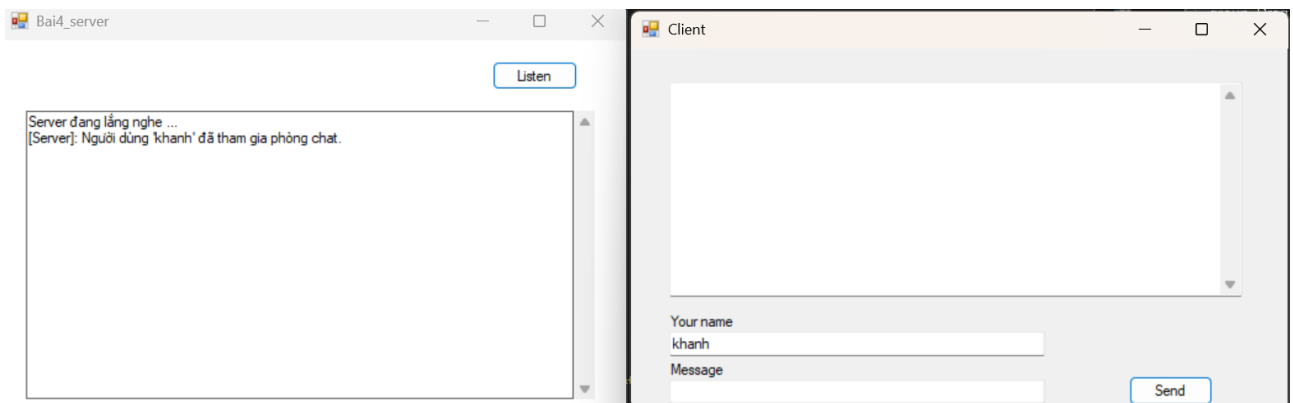 Bai4_server
Listen
Server đang lắng nghe ...
[Server]: Người dùng 'khanh' đã tham gia phòng chat.
Client
Your name
khanh
Message
Send